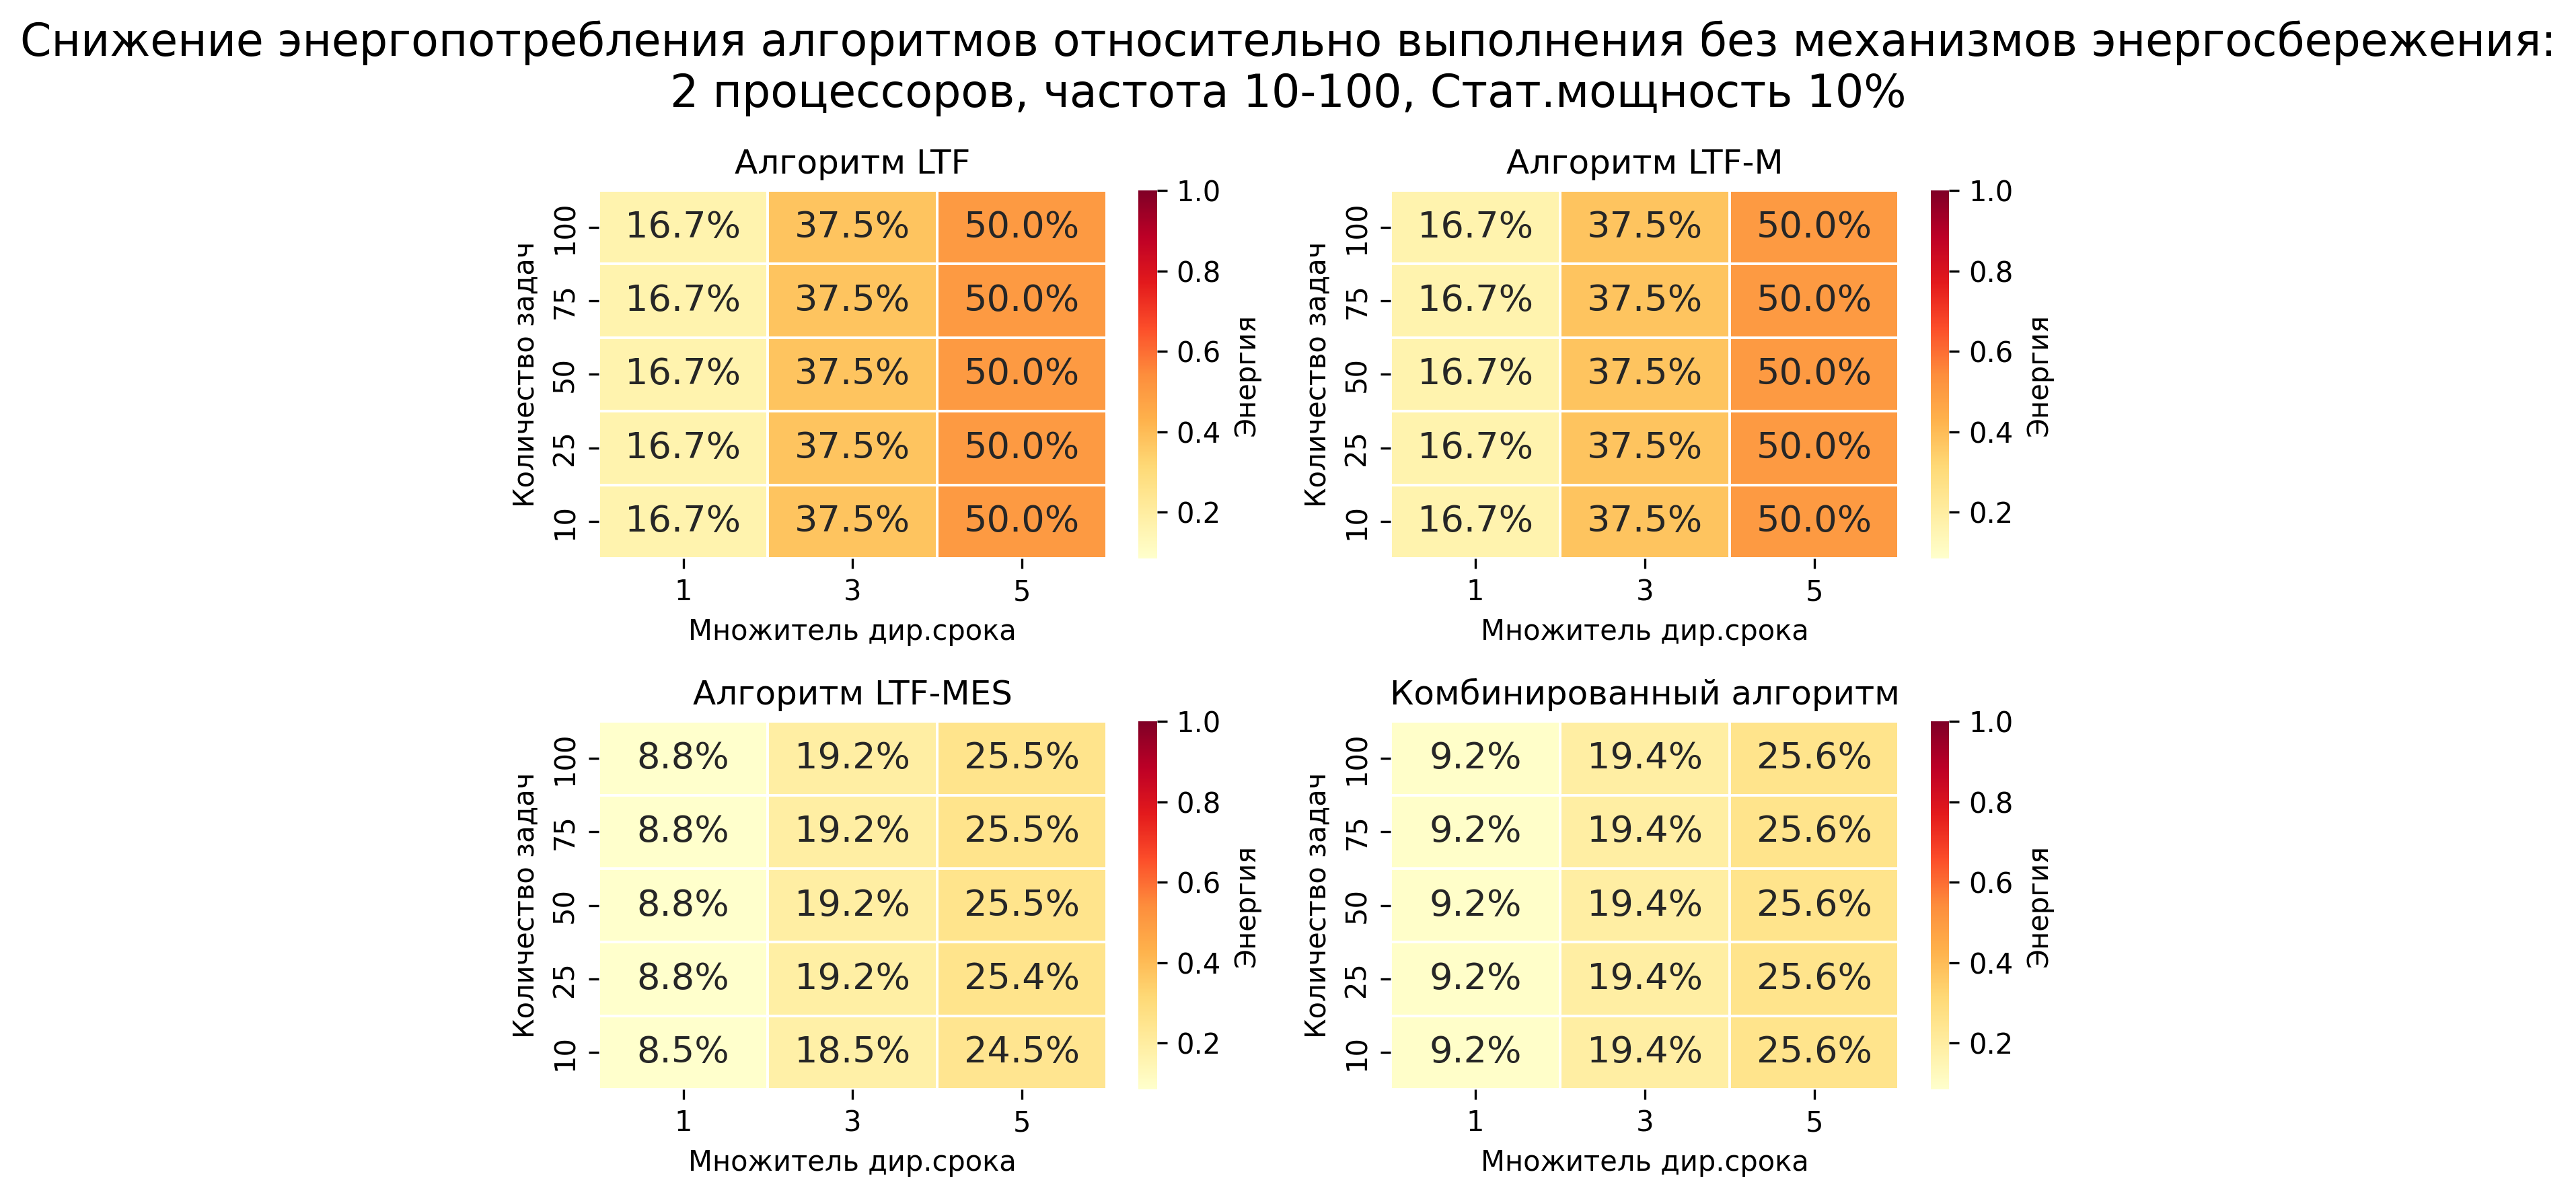 Снижение энергопотребления алгоритмов относительно выполнения без механизмов энергосбережения:
2 процессоров, частота 10-100, Стат.мощность 10%
Алгоритм LTF
Количество задач
100 16.7% 37.5% 50.0%
75 16.7% 37.5% 50.0%
50 16.7% 37.5% 50.0%
25 16.7% 37.5% 50.0%
10 16.7% 37.5% 50.0%
1 3 5
Множитель дир.срока
1.0
0.8
0.6
0.4
0.2
Энергия
Алгоритм LTF-M
Количество задач
100 16.7% 37.5% 50.0%
75 16.7% 37.5% 50.0%
50 16.7% 37.5% 50.0%
25 16.7% 37.5% 50.0%
10 16.7% 37.5% 50.0%
1 3 5
Множитель дир.срока
1.0
0.8
0.6
0.4
0.2
Энергия
Алгоритм LTF-MES
Количество задач
100 8.8% 19.2% 25.5%
75 8.8% 19.2% 25.5%
50 8.8% 19.2% 25.5%
25 8.8% 19.2% 25.4%
10 8.5% 18.5% 24.5%
1 3 5
Множитель дир.срока
1.0
0.8
0.6
0.4
0.2
Энергия
Комбинированный алгоритм
Количество задач
100 9.2% 19.4% 25.6%
75 9.2% 19.4% 25.6%
50 9.2% 19.4% 25.6%
25 9.2% 19.4% 25.6%
10 9.2% 19.4% 25.6%
1 3 5
Множитель дир.срока
1.0
0.8
0.6
0.4
0.2
Энергия